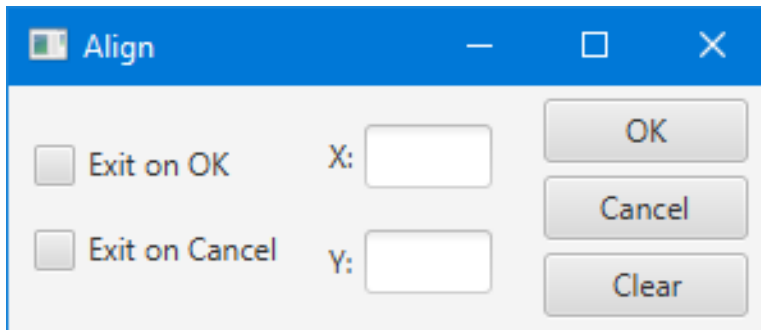 Align
Exit on OK
Exit on Cancel
X:
Y:
OK
Cancel
Clear